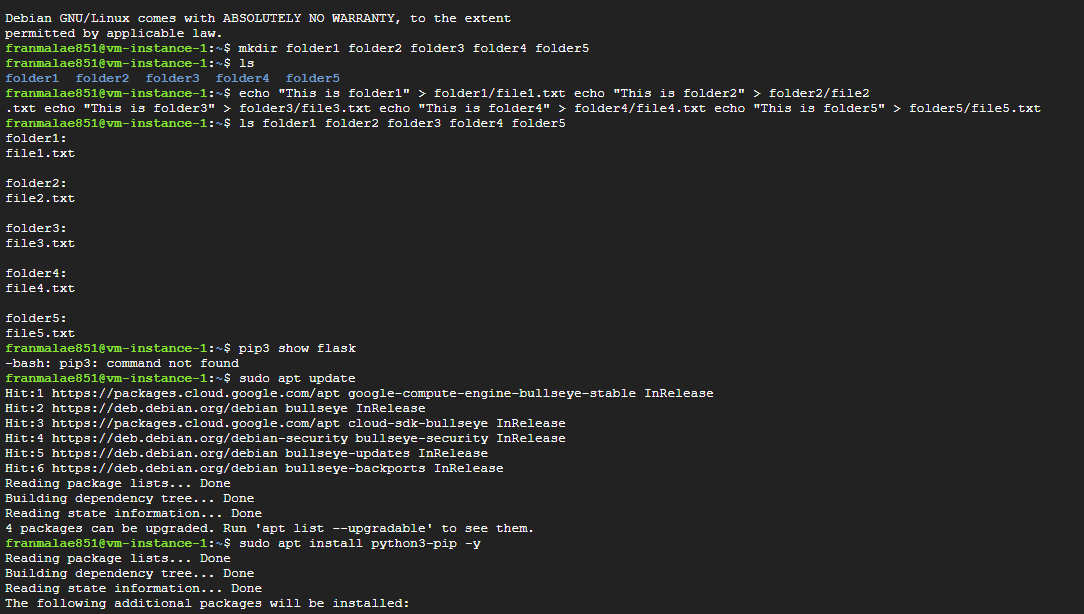 Debian GNU/Linux comes with ABSOLUTELY NO WARRANTY, to the extent
permitted by applicable law.
franmalae851@vm-instance-1:~$ mkdir folder1 folder2 folder3 folder4 folder5
franmalae851@vm-instance-1:~$ ls
folder1  folder2  folder3  folder4  folder5
franmalae851@vm-instance-1:~$ echo "This is folder1" > folder1/file1.txt echo "This is folder2" > folder2/file2
.txt echo "This is folder3" > folder3/file3.txt echo "This is folder4" > folder4/file4.txt echo "This is folder5" > folder5/file5.txt
franmalae851@vm-instance-1:~$ ls folder1 folder2 folder3 folder4 folder5
folder1:
file1.txt

folder2:
file2.txt

folder3:
file3.txt

folder4:
file4.txt

folder5:
file5.txt
franmalae851@vm-instance-1:~$ pip3 show flask
-bash: pip3: command not found
franmalae851@vm-instance-1:~$ sudo apt update
Hit:1 https://packages.cloud.google.com/apt google-compute-engine-bullseye-stable InRelease
Hit:2 https://deb.debian.org/debian bullseye InRelease
Hit:3 https://packages.cloud.google.com/apt cloud-sdk-bullseye InRelease
Hit:4 https://deb.debian.org/debian-security bullseye-security InRelease
Hit:5 https://deb.debian.org/debian bullseye-updates InRelease
Hit:6 https://deb.debian.org/debian bullseye-backports InRelease
Reading package lists... Done
Building dependency tree... Done
Reading state information... Done
4 packages can be upgraded. Run 'apt list --upgradable' to see them.
franmalae851@vm-instance-1:~$ sudo apt install python3-pip -y
Reading package lists... Done
Building dependency tree... Done
Reading state information... Done
The following additional packages will be installed: